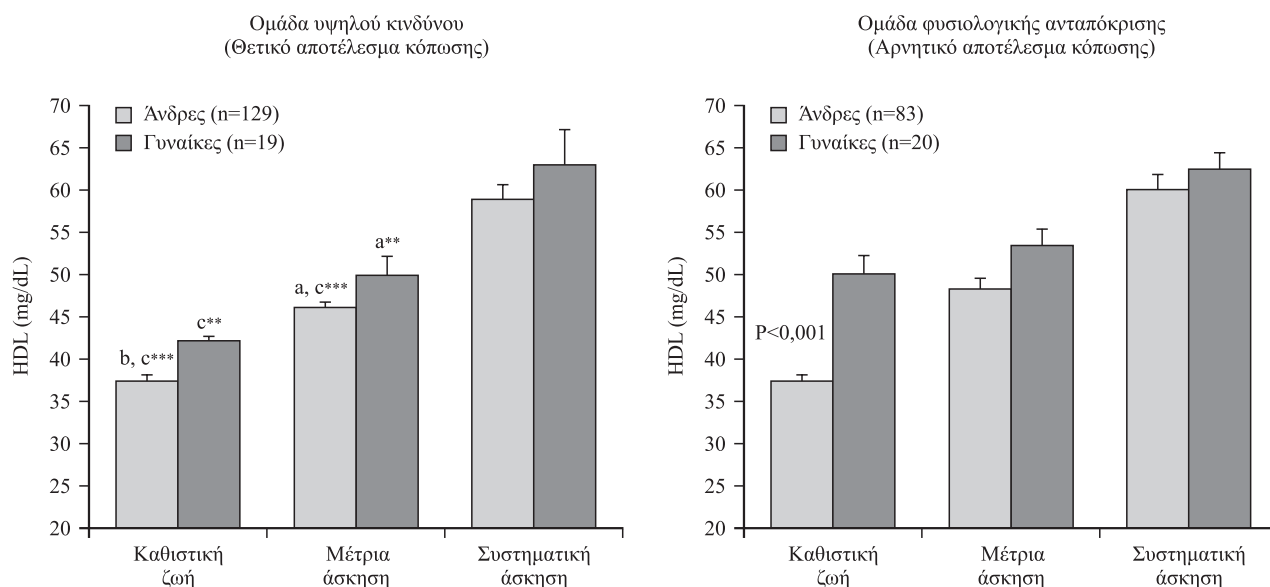 Ομάδα υψηλού κινδύνου
(Θετικό αποτέλεσμα κόπωσης)
HDL (mg/dL)
70
65
60
55
50
45
40
35
30
25
20
Άνδρες (n=129)
Γυναίκες (n=19)
b, c***
c**
a, c***
a**
Καθιστική
ζωή
Μέτρια
άσκηση
Συστηματική
άσκηση
Ομάδα φυσιολογικής ανταπόκρισης
(Αρνητικό αποτέλεσμα κόπωσης)
HDL (mg/dL)
70
65
60
55
50
45
40
35
30
25
20
Άνδρες (n=83)
Γυναίκες (n=20)
P<0,001
Καθιστική
ζωή
Μέτρια
άσκηση
Συστηματική
άσκηση